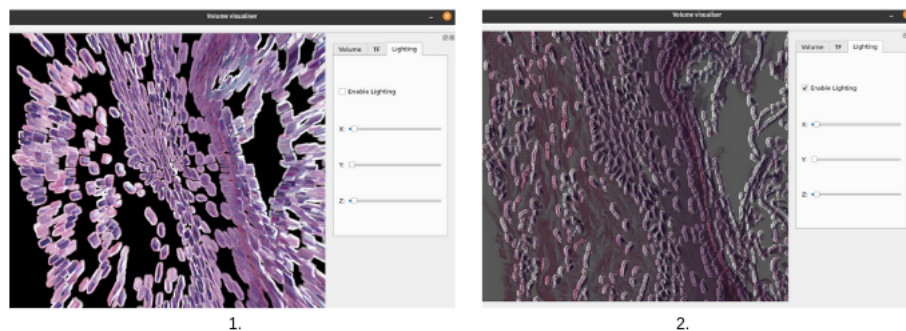 Volume visualiser
Volume TF Lighting
Enable Lighting
X:
Y:
Z:
1.
Volume visualiser
Volume TF Lighting
Enable Lighting
X:
Y:
Z:
2.